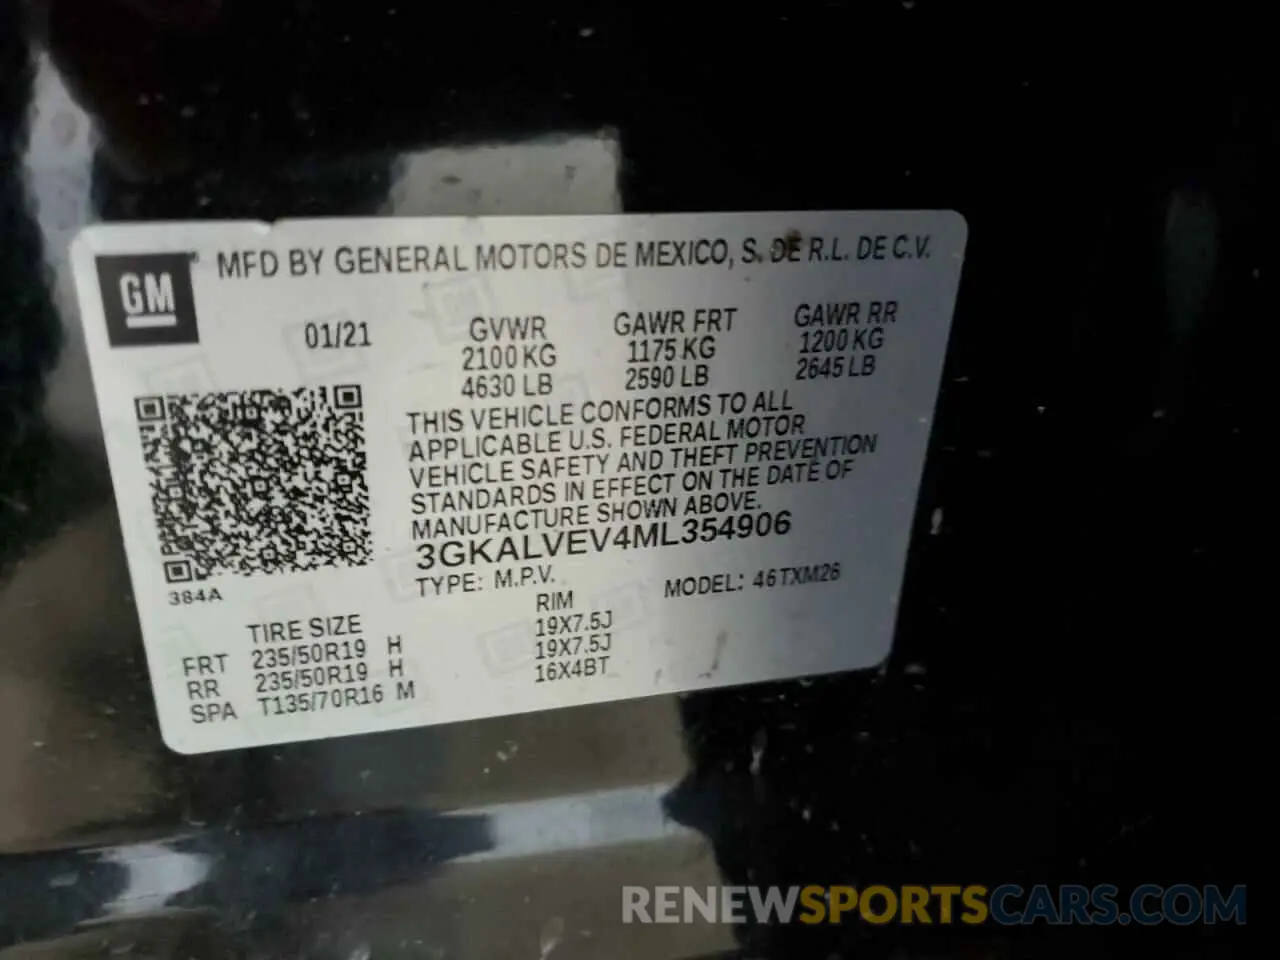 GM
MFD BY GENERAL MOTORS DE MEXICO, S. DE R.L. DE C.V.
01/21
GVWR GAWR FRT GAWR RR
2100 KG 1175 KG 1200 KG
4630 LB 2590 LB 2645 LB
THIS VEHICLE CONFORMS TO ALL
APPLICABLE U.S. FEDERAL MOTOR
VEHICLE SAFETY AND THEFT PREVENTION
STANDARDS IN EFFECT ON THE DATE OF
MANUFACTURE SHOWN ABOVE.
3GKALVEV4ML354906
TYPE: M.P.V. MODEL: 46TXM26
384A
TIRE SIZE RIM
FRT 235/50R19 H 19X7.5J
RR 235/50R19 H 19X7.5J
SPA T135/70R16 M 16X4BT
RENEWSPORTSCARS.COM